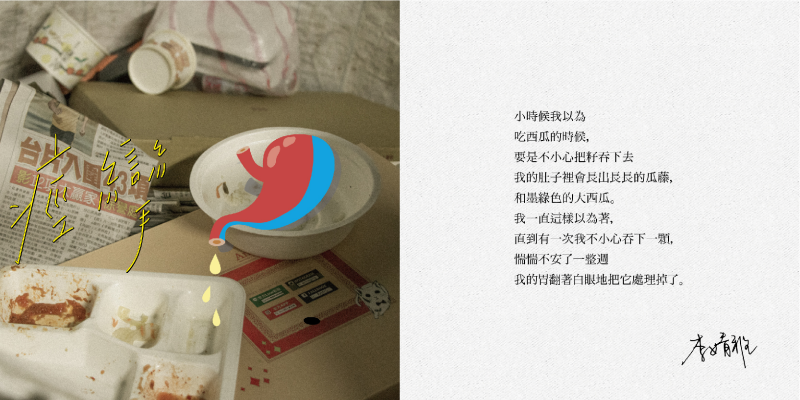 台片入圍
小時候我以為
吃西瓜的時候,
要是不小心把籽吞下去
我的肚子裡會長出長長的瓜藤,
和墨綠色的大西瓜。
我一直這樣以為著,
直到有一次我不小心吞下一顆,
惴惴不安了一整週
我的胃翻著白眼地把它處理掉了。